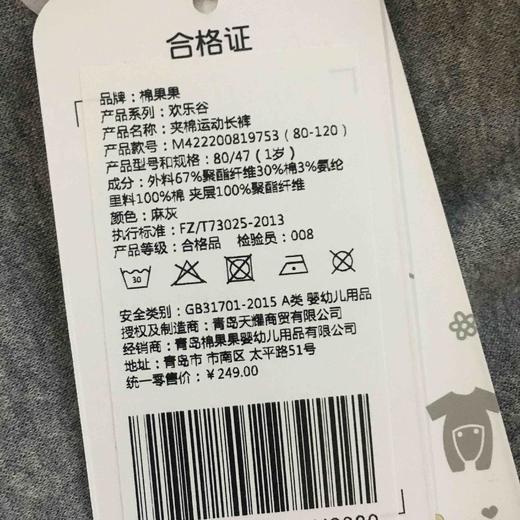 合格证
品牌：棉果果
产品系列：欢乐谷
产品名称：夹棉运动长裤
产品款号：M422200819753（80-120）
产品型号和规格：80/47（1岁）
成分：外料67%聚酯纤维30%棉3%氨纶
里料100%棉 夹层100%聚酯纤维
颜色：麻灰
执行标准：FZ/T73025-2013
产品等级：合格品 检验员：008
30
安全类别：GB31701-2015 A类 婴幼儿用品
授权及制造商：青岛天耀商贸有限公司
经销商：青岛棉果果婴幼儿用品有限公司
地址：青岛市 市南区 太平路51号
统一零售价：￥249.00